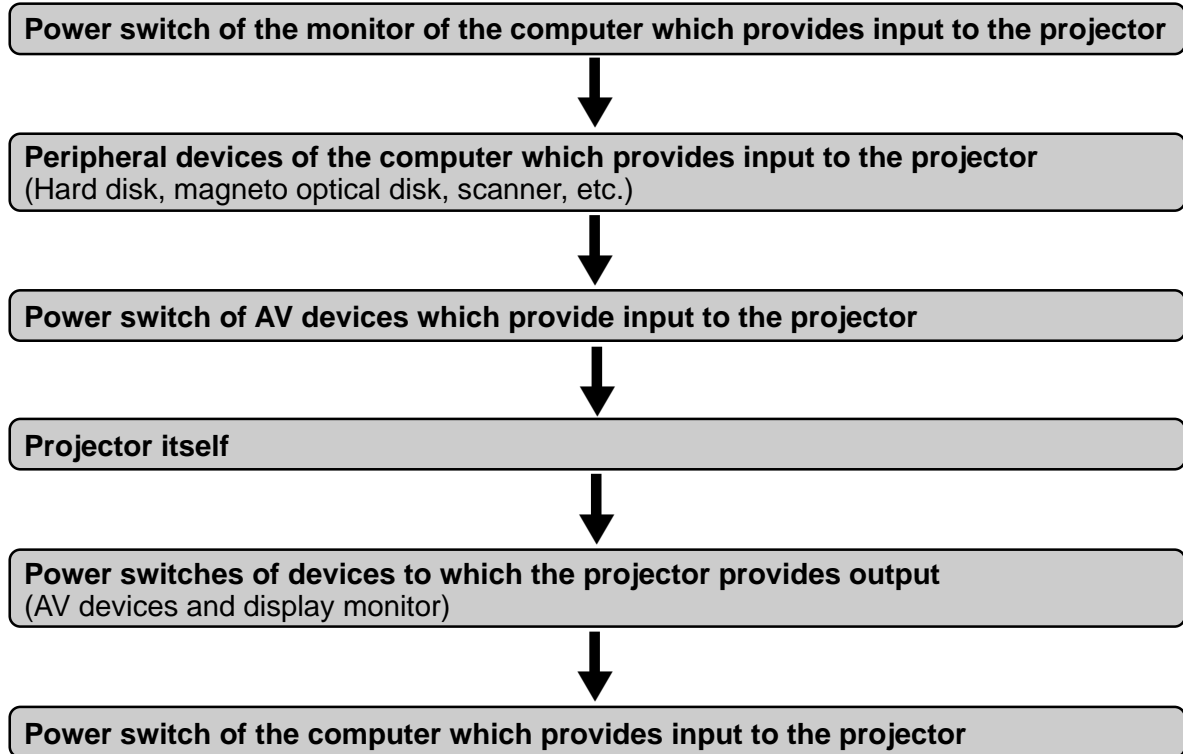 Power switch of the monitor of the computer which provides input to the projector
Peripheral devices of the computer which provides input to the projector
(Hard disk, magneto optical disk, scanner, etc.)
Power switch of AV devices which provide input to the projector
Projector itself
Power switches of devices to which the projector provides output
(AV devices and display monitor)
Power switch of the computer which provides input to the projector